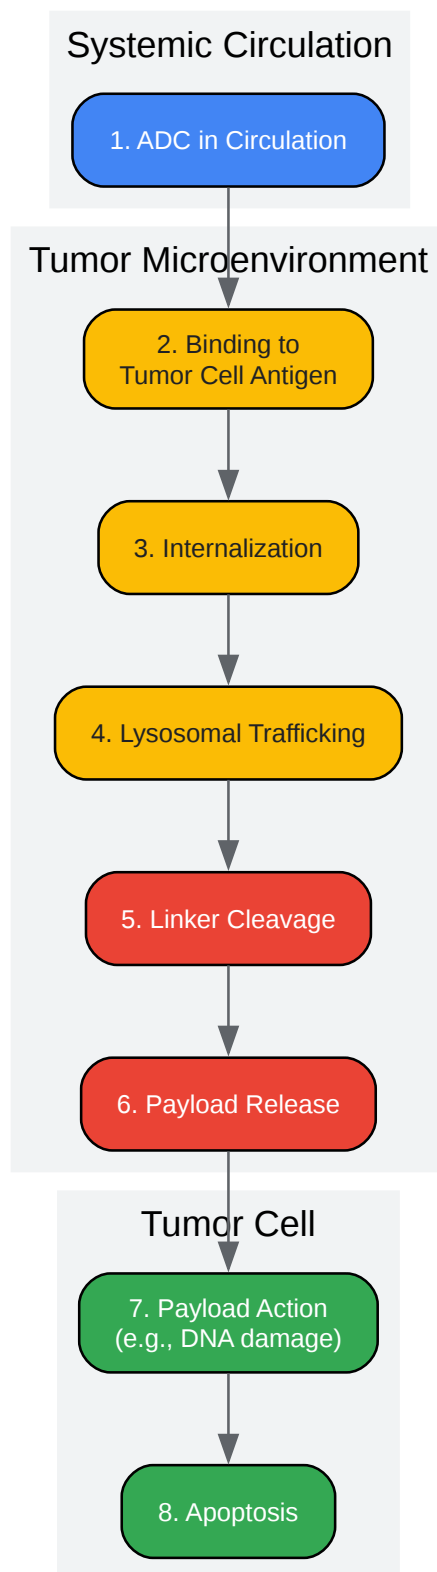 Systemic Circulation
1. ADC in Circulation
Tumor Microenvironment
2. Binding to
Tumor Cell Antigen
3. Internalization
4. Lysosomal Trafficking
5. Linker Cleavage
6. Payload Release
Tumor Cell
7. Payload Action
(e.g., DNA damage)
8. Apoptosis